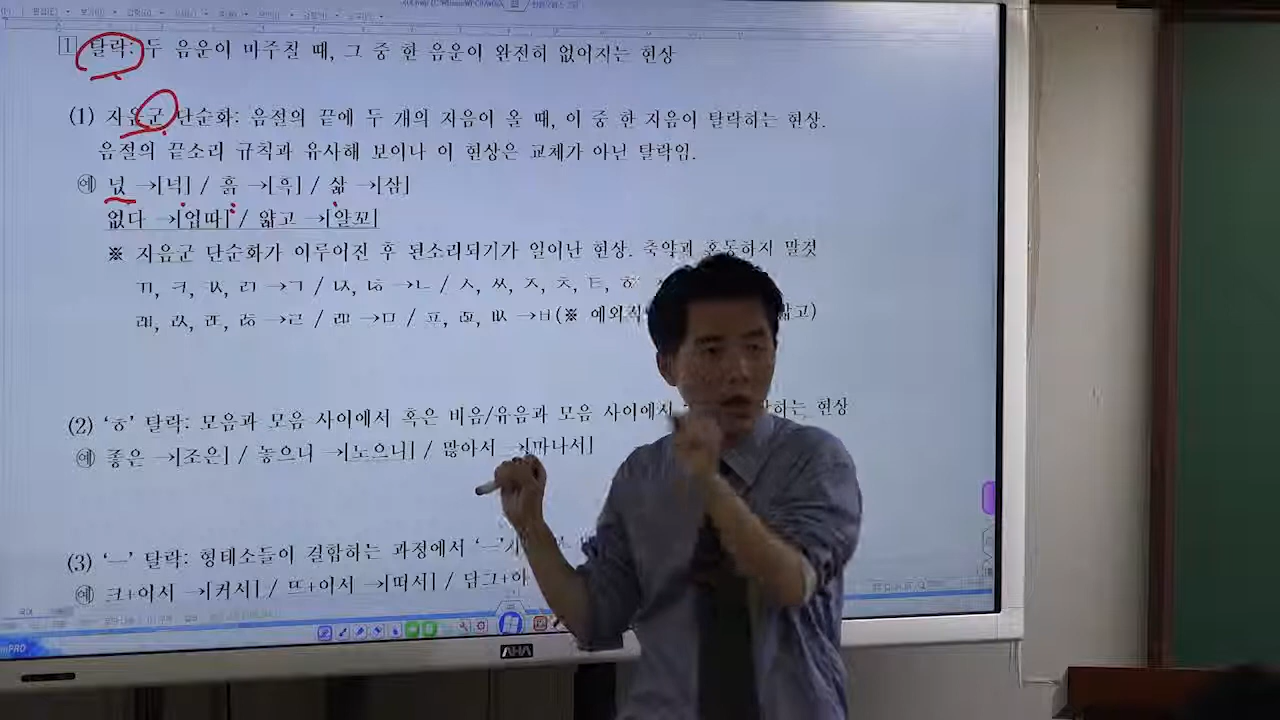 1 탈락: 두 음운이 마주칠 때, 그 중 한 음운이 완전히 없어지는 현상
(1) 자음군 단순화: 음절의 끝에 두 개의 자음이 올 때, 이 중 한 자음이 탈락하는 현상.
음절의 끝소리 규칙과 유사해 보이나 이 현상은 교체가 아닌 탈락임.
예 넋 →[넉] / 흙 →[흑] / 삶 →[삼]
없다 →[업따] / 얇고 →[얄꼬]
※ 자음군 단순화가 이루어진 후 된소리되기가 일어난 현상. 축약과 혼동하지 말것
ㄲ, ㅋ, ㄳ, ㄺ →ㄱ / ㄵ, ㄶ →ㄴ / ㅅ, ㅆ, ㅈ, ㅊ, ㅌ, ㅎ
ㄼ, ㄽ, ㄾ, ㅀ →ㄹ / ㄻ →ㅁ / ㅍ, ㄿ, ㅄ →ㅂ(※ 예외적
(2) ‘ㅎ’ 탈락: 모음과 모음 사이에서 혹은 비음/유음과 모음 사이에서 하는 현상
예 좋은 →[조은] / 놓으니 →[노으니] / 많아서 →[마나서]
(3) ‘ㅡ’ 탈락: 형태소들이 결합하는 과정에서 ‘ㅡ’가
예 크+어서 →[커서] / 뜨+어서 →[떠서] / 담그+아
AHA